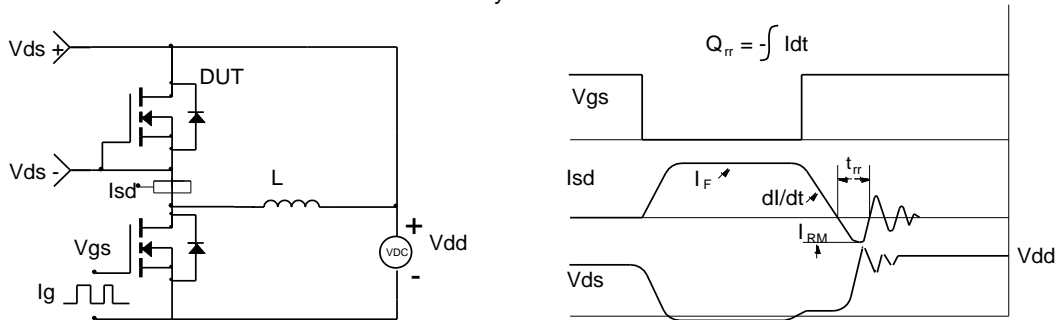 Vds +
DUT
Vds -
Isd
L
Vgs
+
VDC
Vdd
-
Ig
Qrr = -∫ Idt
Vgs
trr
Isd
IF
dI/dt
IRM
Vdd
Vds